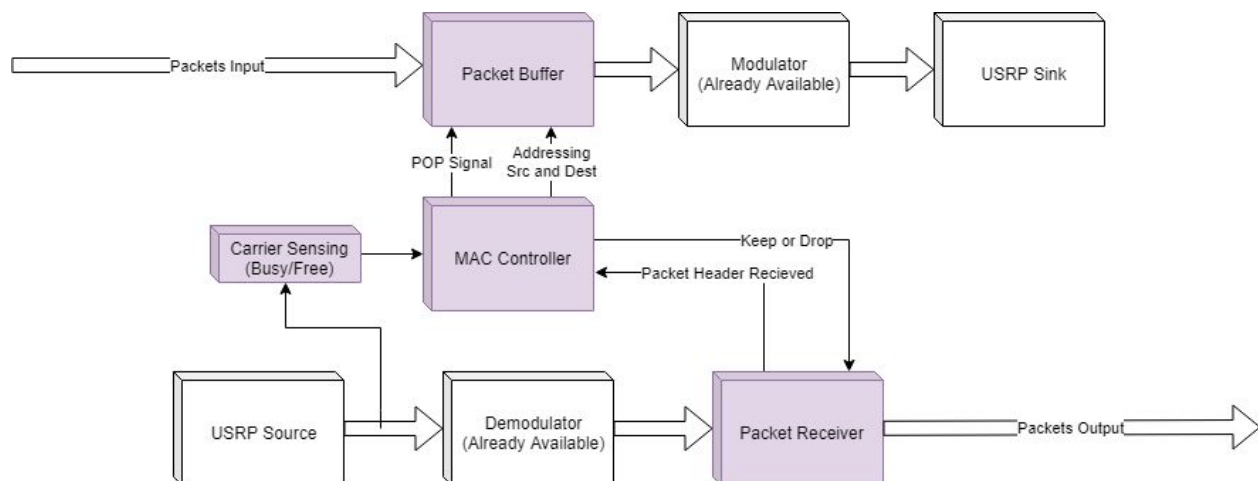 Packets Input
Packet Buffer
Modulator
(Already Available)
USRP Sink
POP Signal
Addressing
Src and Dest
Carrier Sensing
(Busy/Free)
MAC Controller
Keep or Drop
Packet Header Recieved
USRP Source
Demodulator
(Already Available)
Packet Receiver
Packets Output